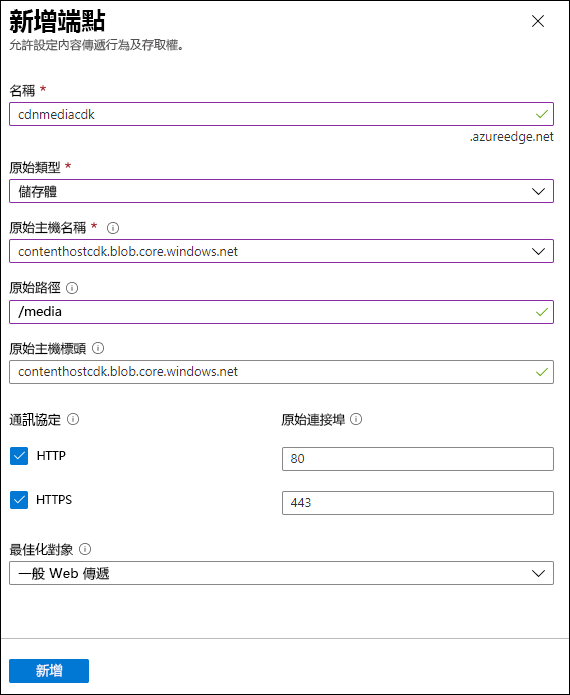 新增端點
允許設定內容傳遞行為及存取權。
名稱 *
cdnmediacdk
.azureedge.net
原始類型 *
儲存體
原始主機名稱 *
contenthostcdk.blob.core.windows.net
原始路徑
/media
原始主機標頭
contenthostcdk.blob.core.windows.net
通訊協定 原始連接埠
HTTP 80
HTTPS 443
最佳化對象
一般 Web 傳遞
新增